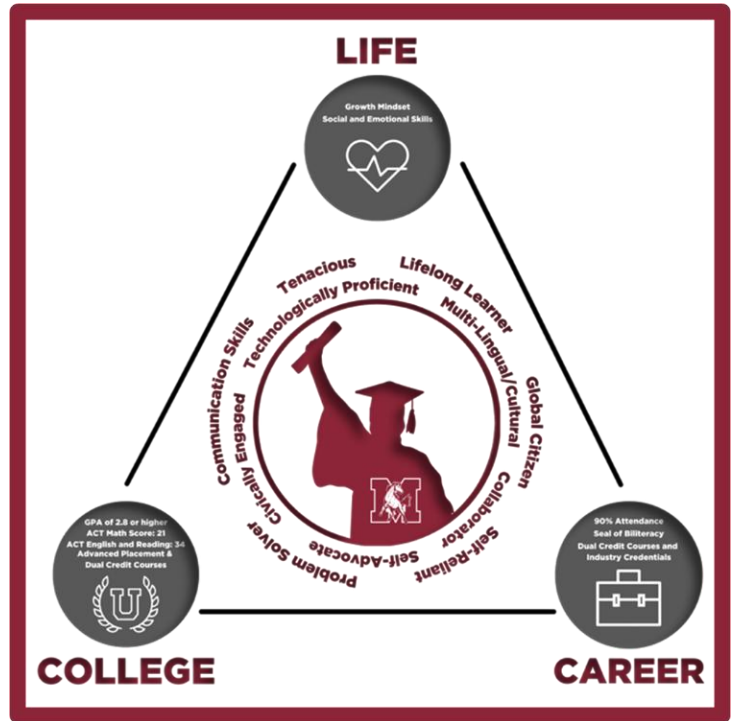 LIFE
Growth Mindset
Social and Emotional Skills
Tenacious
Lifelong Learner
Technologically Proficient
Multi-Lingual/Cultural
Communication Skills
Global Citizen
Civically Engaged
Collaborator
Problem Solver
Self-Advocate
Self-Reliant
M
GPA of 2.8 or higher
ACT Math Score: 21
ACT English and Reading: 34
Advanced Placement &
Dual Credit Courses
U
COLLEGE
90% Attendance
Seal of Biliteracy
Dual Credit Courses and
Industry Credentials
CAREER